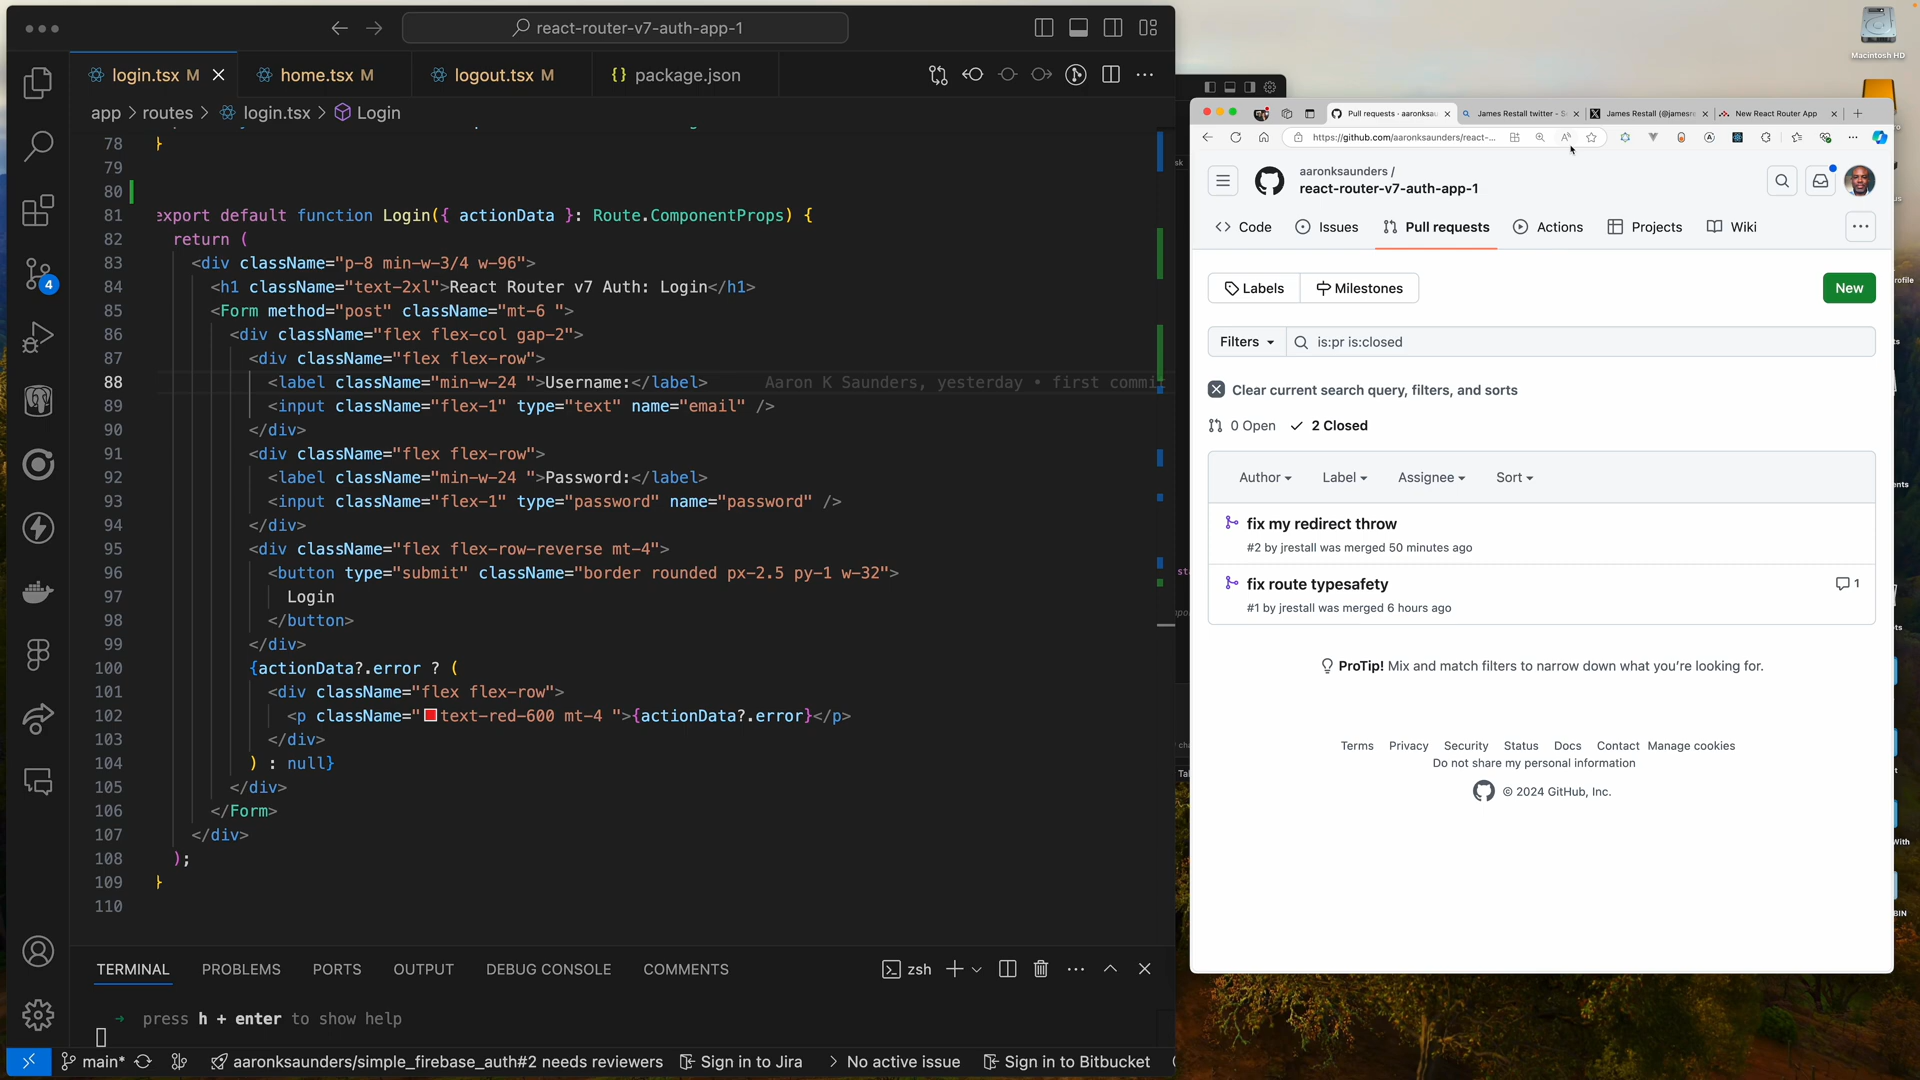 react-router-v7-auth-app-1
login.tsx M
home.tsx M
logout.tsx M
{} package.json
app > routes > login.tsx > Login
78 }
79
80
81 export default function Login({ actionData }: Route.ComponentProps) {
82 return (
83 <div className="p-8 min-w-3/4 w-96">
84 <h1 className="text-2xl">React Router v7 Auth: Login</h1>
85 <Form method="post" className="mt-6 ">
86 <div className="flex flex-col gap-2">
87 <div className="flex flex-row">
88 <label className="min-w-24 ">Username:</label> Aaron K Saunders, yesterday • first commi
89 <input className="flex-1" type="text" name="email" />
90 </div>
91 <div className="flex flex-row">
92 <label className="min-w-24 ">Password:</label>
93 <input className="flex-1" type="password" name="password" />
94 </div>
95 <div className="flex flex-row-reverse mt-4">
96 <button type="submit" className="border rounded px-2.5 py-1 w-32">
97 Login
98 </button>
99 </div>
100 {actionData?.error ? (
101 <div className="flex flex-row">
102 <p className="text-red-600 mt-4 ">{actionData?.error}</p>
103 </div>
104 ) : null}
105 </div>
106 </Form>
107 </div>
108 );
109 }
110
TERMINAL PROBLEMS PORTS OUTPUT DEBUG CONSOLE COMMENTS
zsh
→ press h + enter to show help
4
main* aaronksaunders/simple_firebase_auth#2 needs reviewers Sign in to Jira > No active issue Sign in to Bitbucket
Macintosh HD
Pull requests · aaronksau
James Restall twitter - S
James Restall (@jamesre
New React Router App
https://github.com/aaronksaunders/react-...
aaronksaunders /
react-router-v7-auth-app-1
Code Issues Pull requests Actions Projects Wiki
Labels Milestones New
Filters is:pr is:closed
Clear current search query, filters, and sorts
0 Open 2 Closed
Author Label Assignee Sort
fix my redirect throw
#2 by jrestall was merged 50 minutes ago
fix route typesafety 1
#1 by jrestall was merged 6 hours ago
ProTip! Mix and match filters to narrow down what you're looking for.
Terms Privacy Security Status Docs Contact Manage cookies
Do not share my personal information
© 2024 GitHub, Inc.